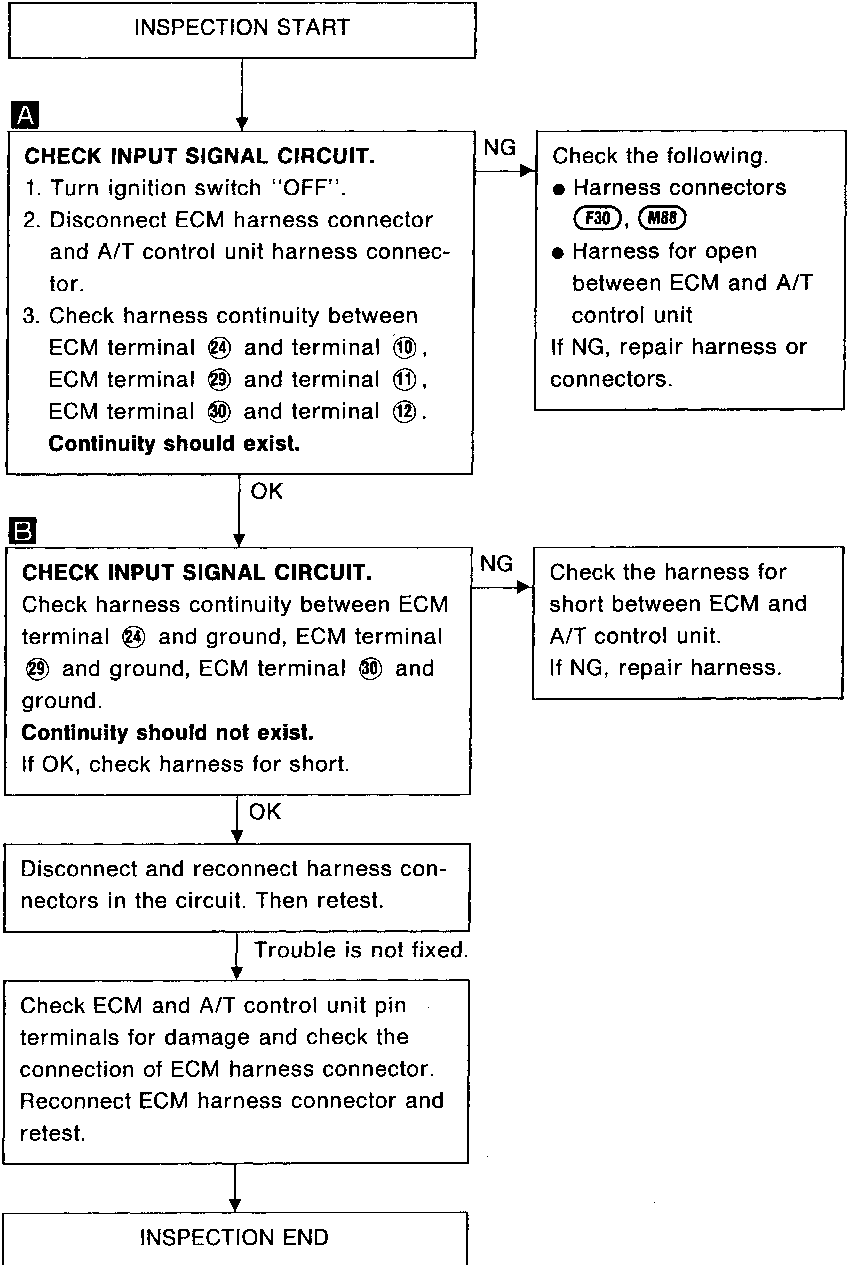 INSPECTION START
A
CHECK INPUT SIGNAL CIRCUIT.
1. Turn ignition switch "OFF".
2. Disconnect ECM harness connector
and A/T control unit harness connec-
tor.
3. Check harness continuity between
ECM terminal 24 and terminal 10,
ECM terminal 29 and terminal 11,
ECM terminal 30 and terminal 12.
Continuity should exist.
NG
Check the following.
● Harness connectors
F30, M88
● Harness for open
between ECM and A/T
control unit
If NG, repair harness or
connectors.
OK
B
CHECK INPUT SIGNAL CIRCUIT.
Check harness continuity between ECM
terminal 24 and ground, ECM terminal
29 and ground, ECM terminal 30 and
ground.
Continuity should not exist.
If OK, check harness for short.
NG
Check the harness for
short between ECM and
A/T control unit.
If NG, repair harness.
OK
Disconnect and reconnect harness con-
nectors in the circuit. Then retest.
Trouble is not fixed.
Check ECM and A/T control unit pin
terminals for damage and check the
connection of ECM harness connector.
Reconnect ECM harness connector and
retest.
INSPECTION END